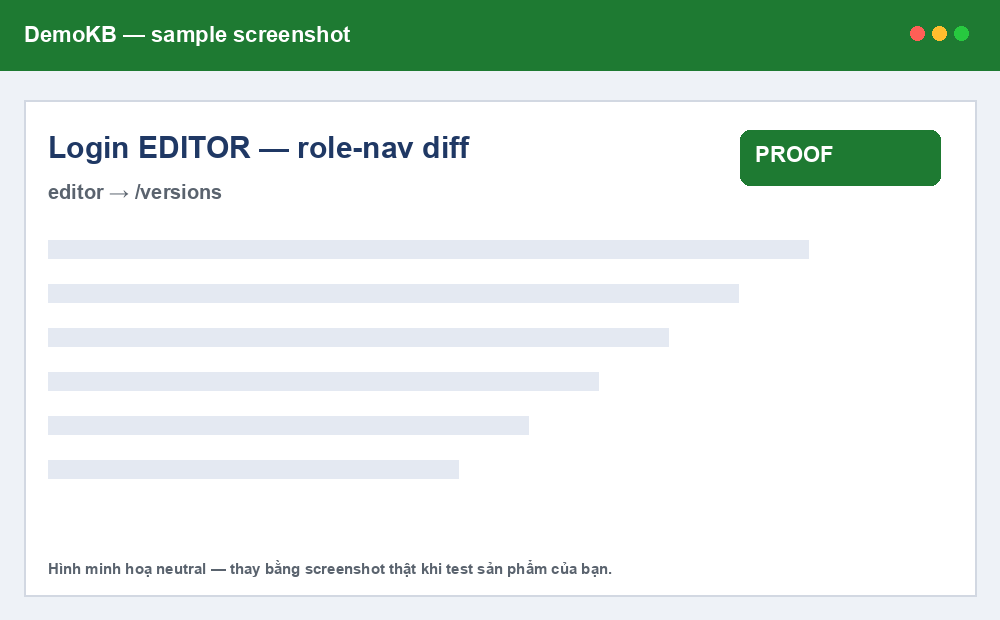 DemoKB — sample screenshot
Login EDITOR — role-nav diff
PROOF
editor → /versions
Hình minh hoạ neutral — thay bằng screenshot thật khi test sản phẩm của bạn.